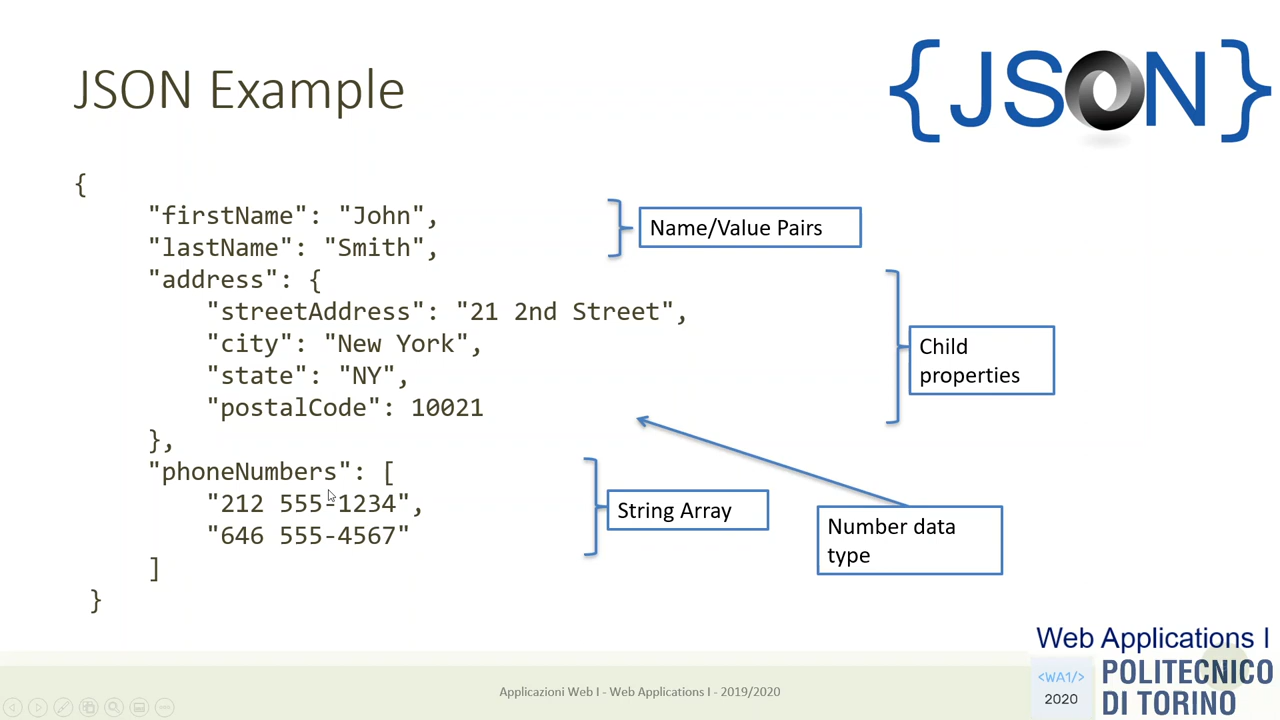 JSON Example
{JSON}
{
"firstName": "John",
"lastName": "Smith",
"address": {
"streetAddress": "21 2nd Street",
"city": "New York",
"state": "NY",
"postalCode": 10021
},
"phoneNumbers": [
"212 555-1234",
"646 555-4567"
]
}
Name/Value Pairs
Child
properties
String Array
Number data
type
Applicazioni Web I - Web Applications I - 2019/2020
Web Applications I
<WA1/>
2020
POLITECNICO
DI TORINO